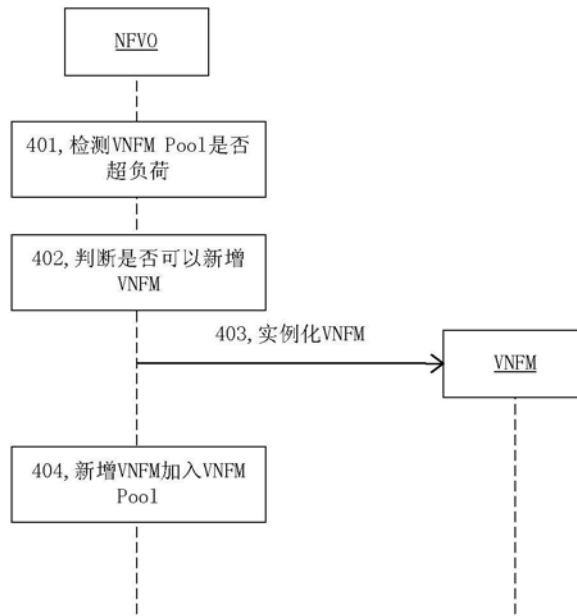 NFVO
401,检测VNFM Pool是否
超负荷
402,判断是否可以新增
VNFM
403,实例化VNFM
VNFM
404,新增VNFM加入VNFM
Pool